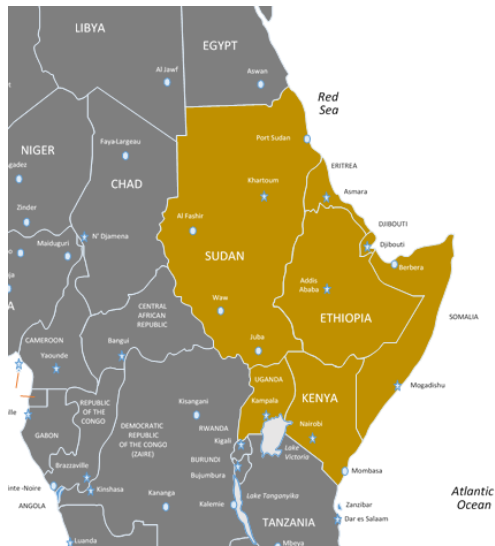 LIBYA
EGYPT
Al Jawf
Aswan
Red
Sea
Port Sudan
NIGER
Faya-Largeau
CHAD
ERITREA
Khartoum
Asmara
Zinder
N' Djamena
Al Fashir
DJIBOUTI
Djibouti
Maiduguri
SUDAN
Berbera
Addis
Ababa
Waw
CENTRAL
AFRICAN
REPUBLIC
ETHIOPIA
SOMALIA
CAMEROON
Yaounde
Bangui
Juba
UGANDA
Kampala
KENYA
Mogadishu
REPUBLIC
OF THE
CONGO
Kisangani
GABON
DEMOCRATIC
REPUBLIC
OF THE CONGO
(ZAIRE)
RWANDA
Kigali
Nairobi
Lake
Victoria
BURUNDI
Bujumbura
Mombasa
Brazzaville
inte -Noire
Kinshasa
Kananga
Kalemie
Lake Tanganyika
Atlantic
Ocean
ANGOLA
Zanzibar
TANZANIA
Dar es Salaam
Luanda
Mbeya